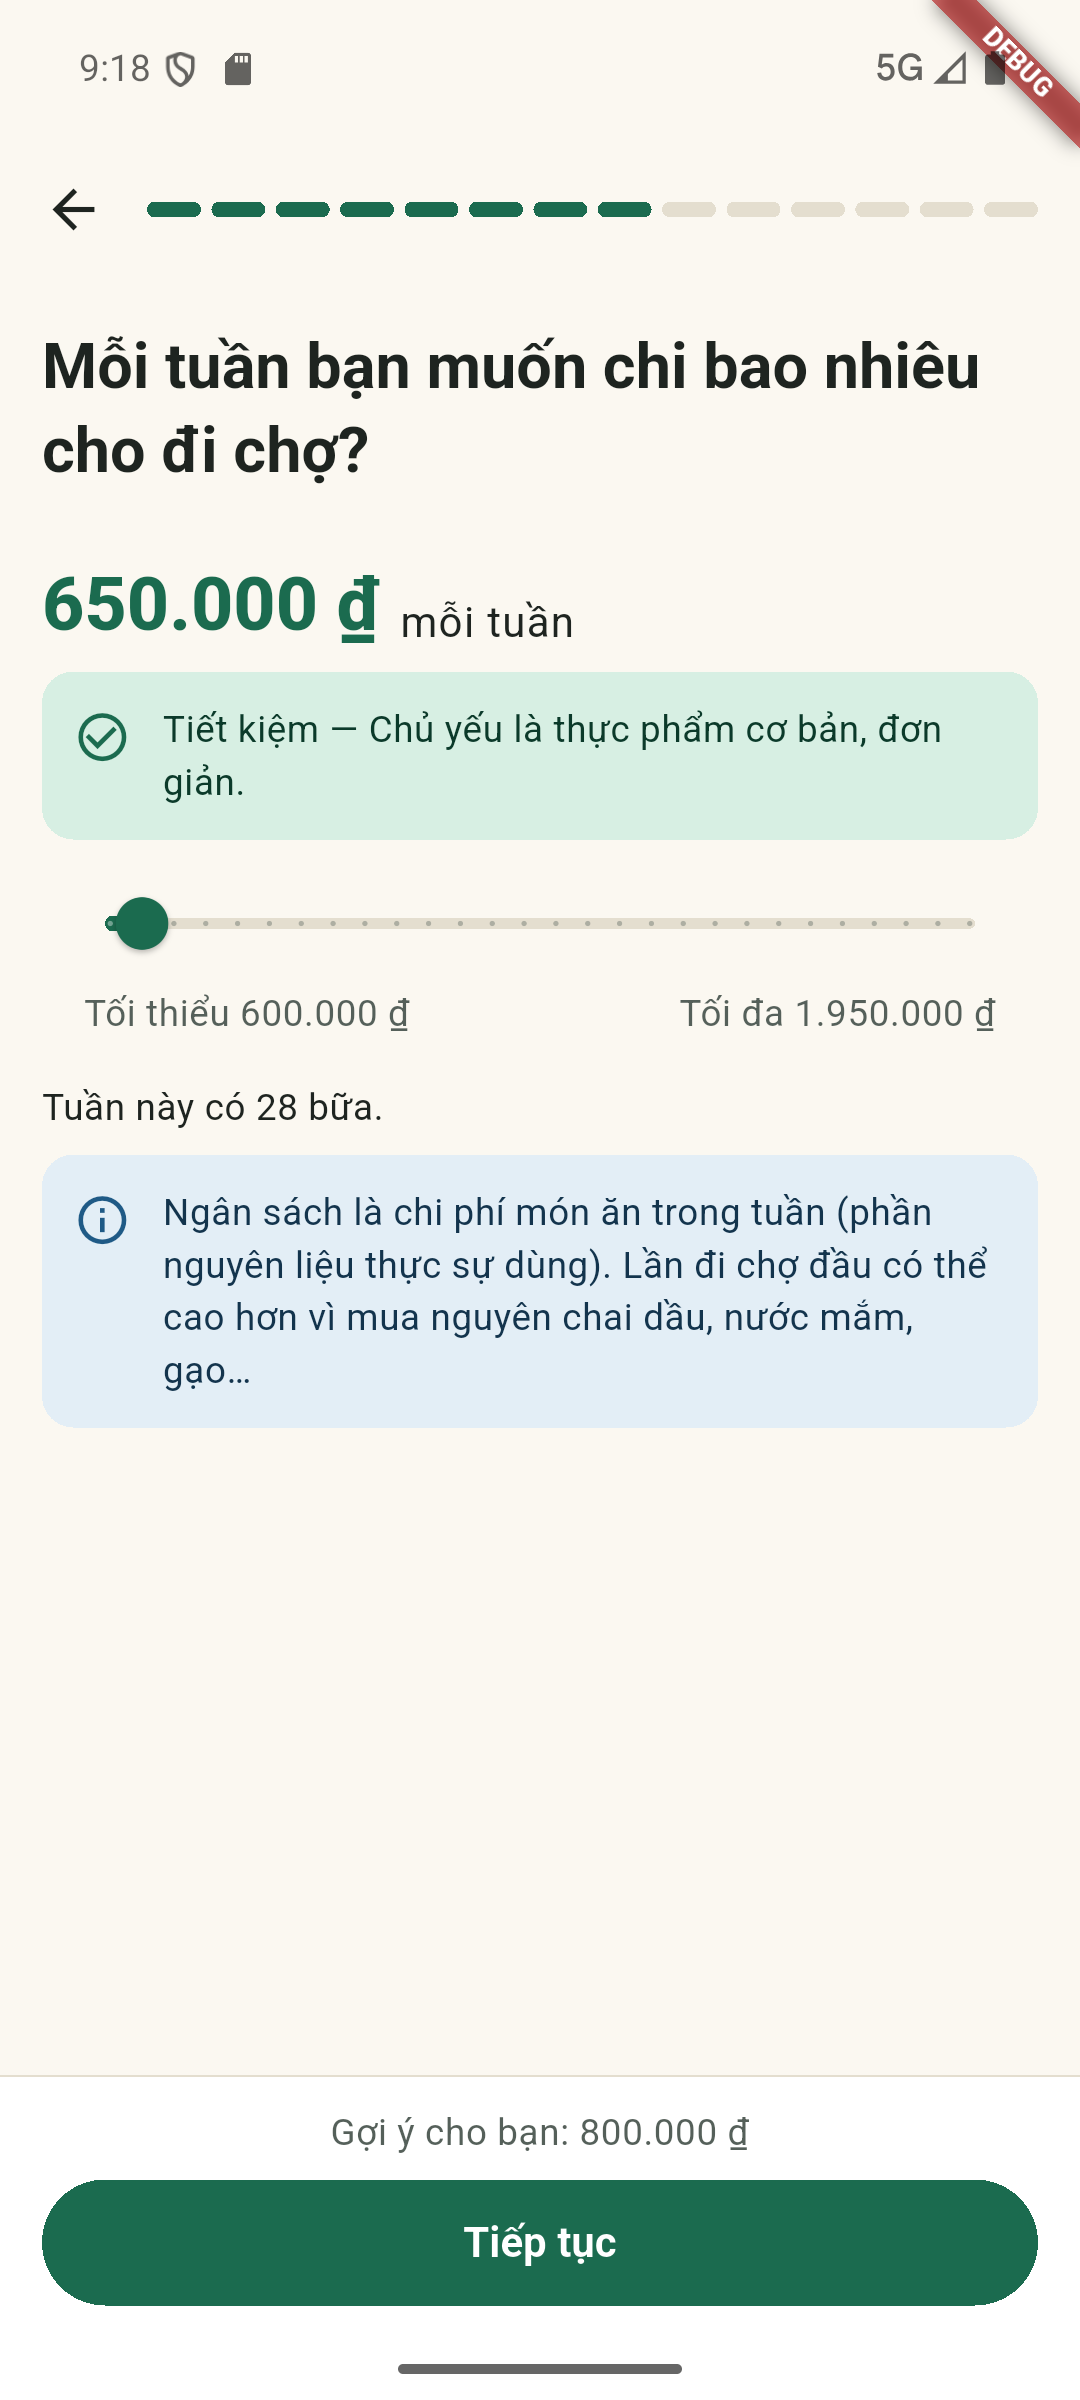 9:18
5G
DEBUG
Mỗi tuần bạn muốn chi bao nhiêu
cho đi chợ?
650.000 ₫ mỗi tuần
Tiết kiệm — Chủ yếu là thực phẩm cơ bản, đơn
giản.
Tối thiểu 600.000 ₫
Tối đa 1.950.000 ₫
Tuần này có 28 bữa.
Ngân sách là chi phí món ăn trong tuần (phần
nguyên liệu thực sự dùng). Lần đi chợ đầu có thể
cao hơn vì mua nguyên chai dầu, nước mắm,
gạo…
Gợi ý cho bạn: 800.000 ₫
Tiếp tục